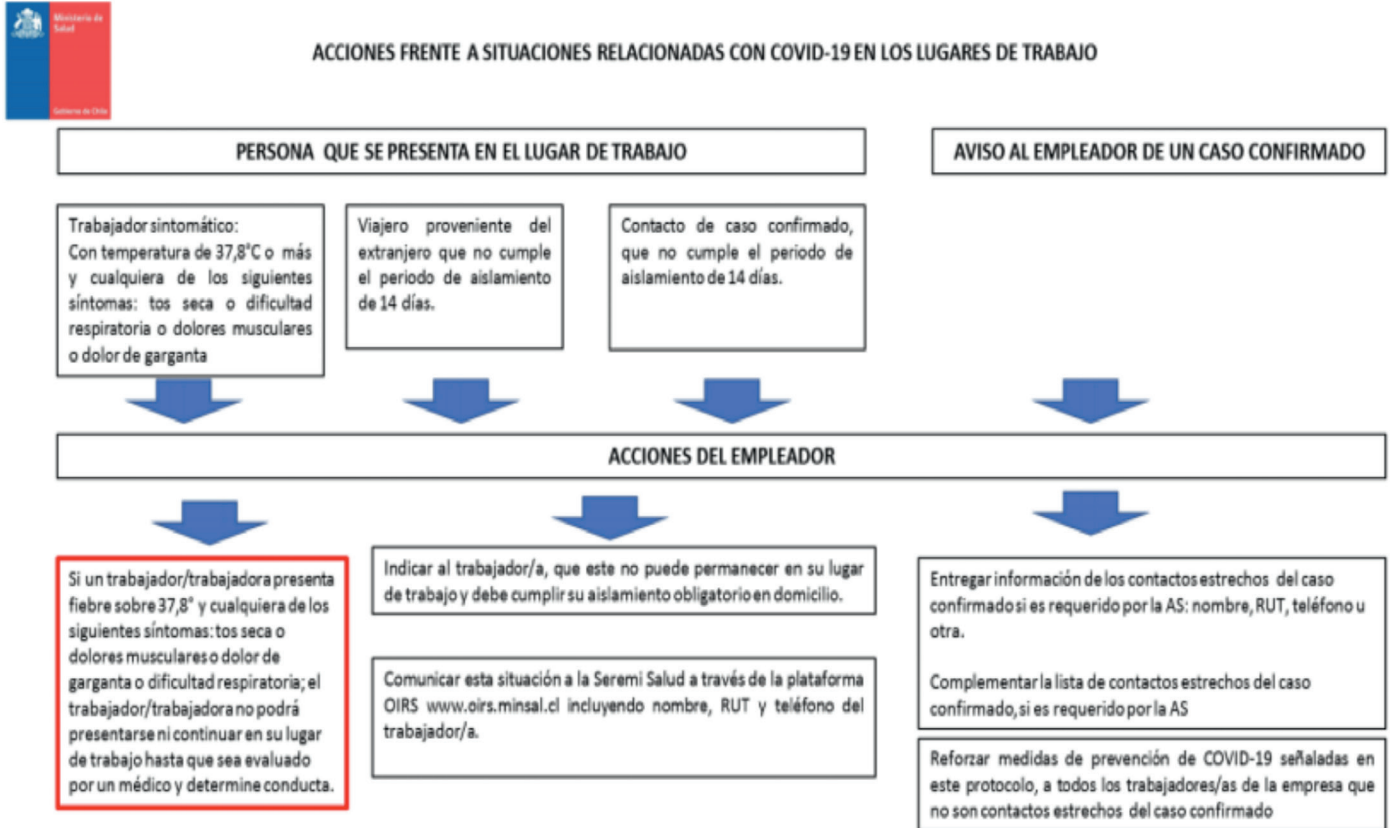 Ministerio de
Salud
Gobierno de Chile
ACCIONES FRENTE A SITUACIONES RELACIONADAS CON COVID-19 EN LOS LUGARES DE TRABAJO
PERSONA QUE SE PRESENTA EN EL LUGAR DE TRABAJO
AVISO AL EMPLEADOR DE UN CASO CONFIRMADO
Trabajador sintomático:
Con temperatura de 37,8°C o más
y cualquiera de los siguientes
síntomas: tos seca o dificultad
respiratoria o dolores musculares
o dolor de garganta
Viajero proveniente del
extranjero que no cumple
el periodo de aislamiento
de 14 días.
Contacto de caso confirmado,
que no cumple el periodo de
aislamiento de 14 días.
ACCIONES DEL EMPLEADOR
Si un trabajador/trabajadora presenta
fiebre sobre 37,8° y cualquiera de los
siguientes síntomas: tos seca o
dolores musculares o dolor de
garganta o dificultad respiratoria; el
trabajador/trabajadora no podrá
presentarse ni continuar en su lugar
de trabajo hasta que sea evaluado
por un médico y determine conducta.
Indicar al trabajador/a, que este no puede permanecer en su lugar
de trabajo y debe cumplir su aislamiento obligatorio en domicilio.
Comunicar esta situación a la Seremi Salud a través de la plataforma
OIRS www.oirs.minsal.cl incluyendo nombre, RUT y teléfono del
trabajador/a.
Entregar información de los contactos estrechos del caso
confirmado si es requerido por la AS: nombre, RUT, teléfono u
otra.
Complementar la lista de contactos estrechos del caso
confirmado, si es requerido por la AS
Reforzar medidas de prevención de COVID-19 señaladas en
este protocolo, a todos los trabajadores/as de la empresa que
no son contactos estrechos del caso confirmado